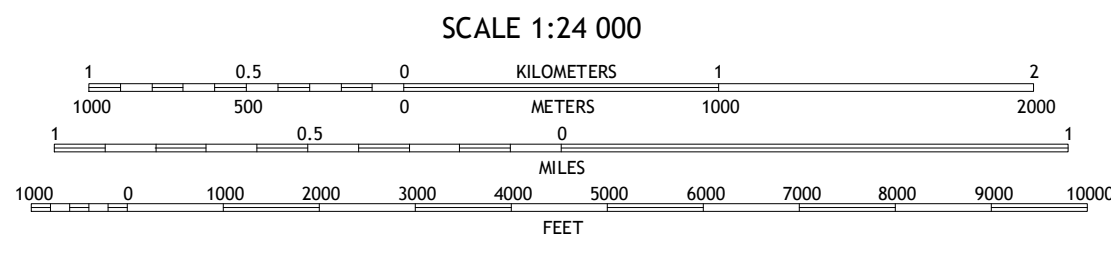 SCALE 1:24 000
1 0.5 0 KILOMETERS 1 2
1000 500 0 METERS 1000 2000
1 0.5 0 1
MILES
1000 0 1000 2000 3000 4000 5000 6000 7000 8000 9000 10000
FEET